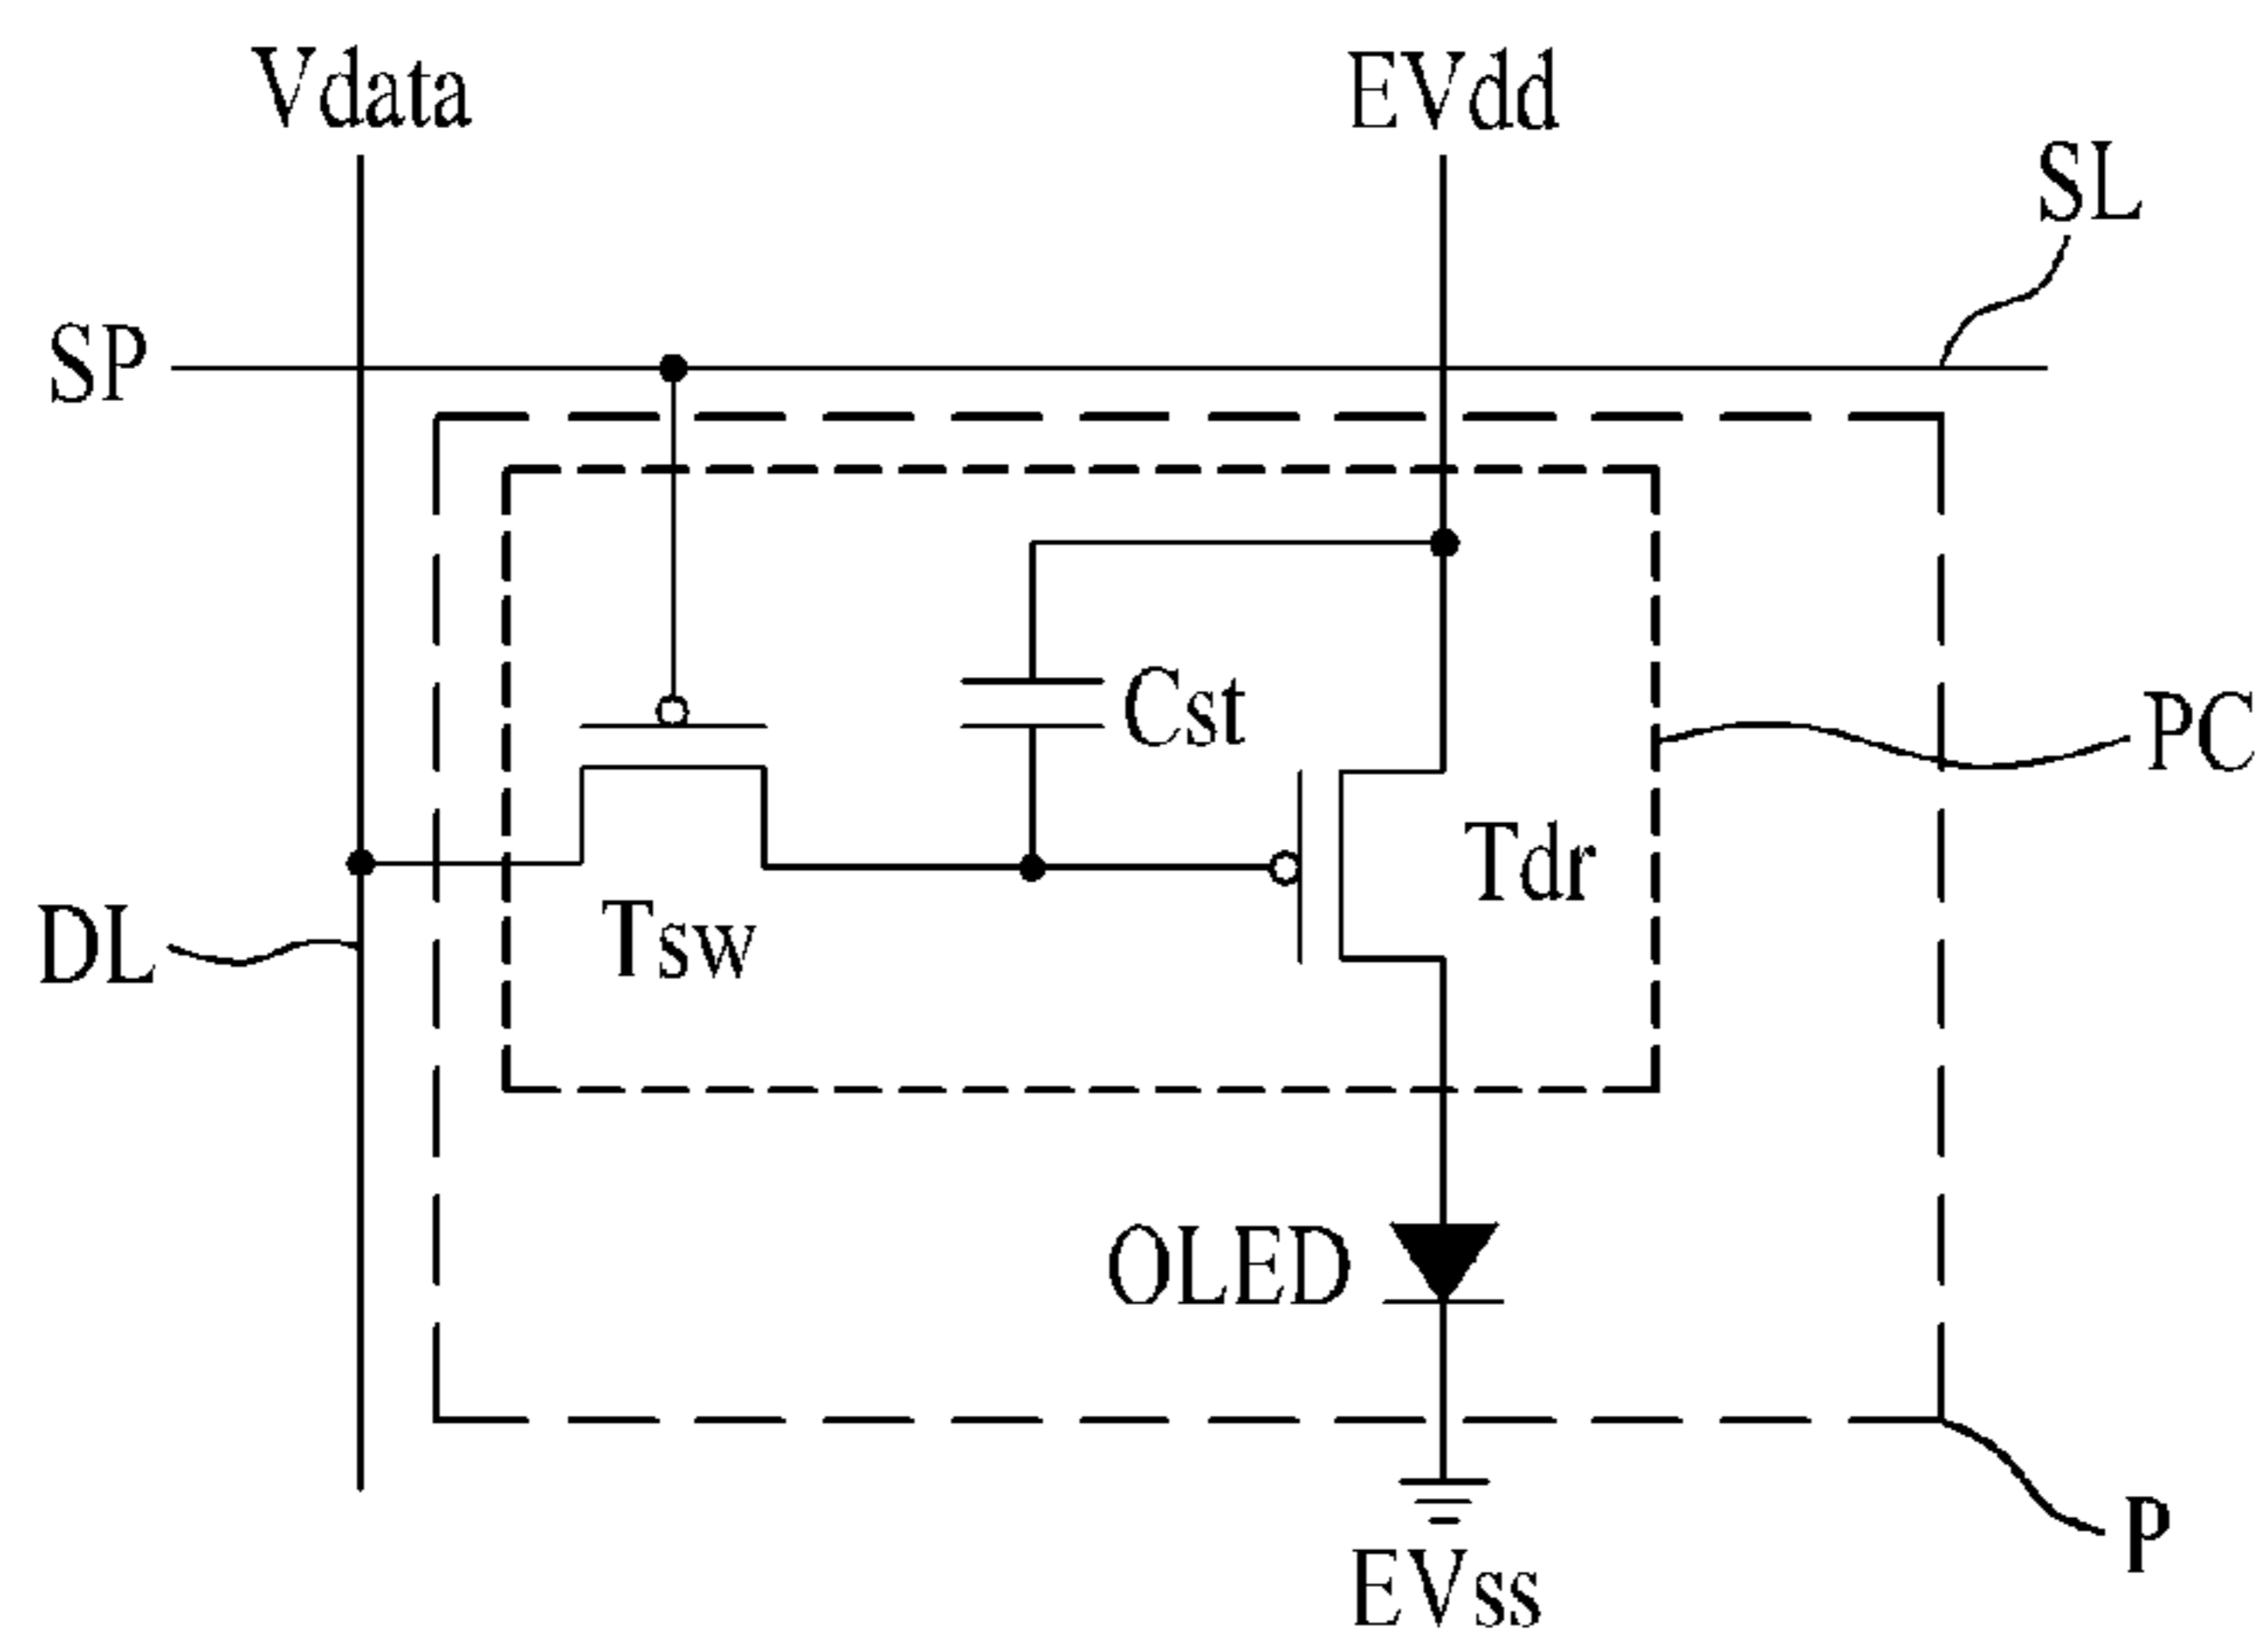 Vdata
EVdd
SL
SP
Cst
PC
Tdr
Tsw
DL
OLED
P
EVss